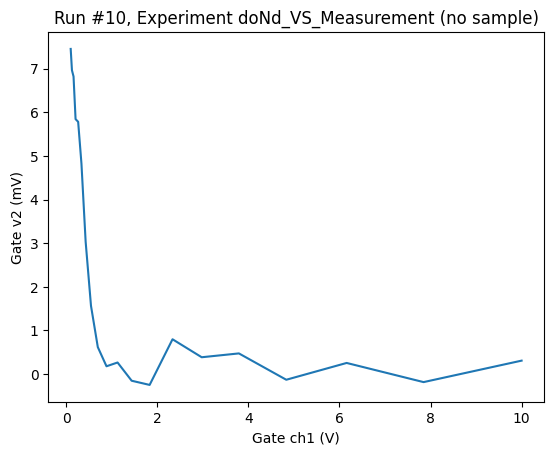 Run #10, Experiment doNd_VS_Measurement (no sample)
7
6
5
4
3
2
1
0
Gate v2 (mV)
0 2 4 6 8 10
Gate ch1 (V)